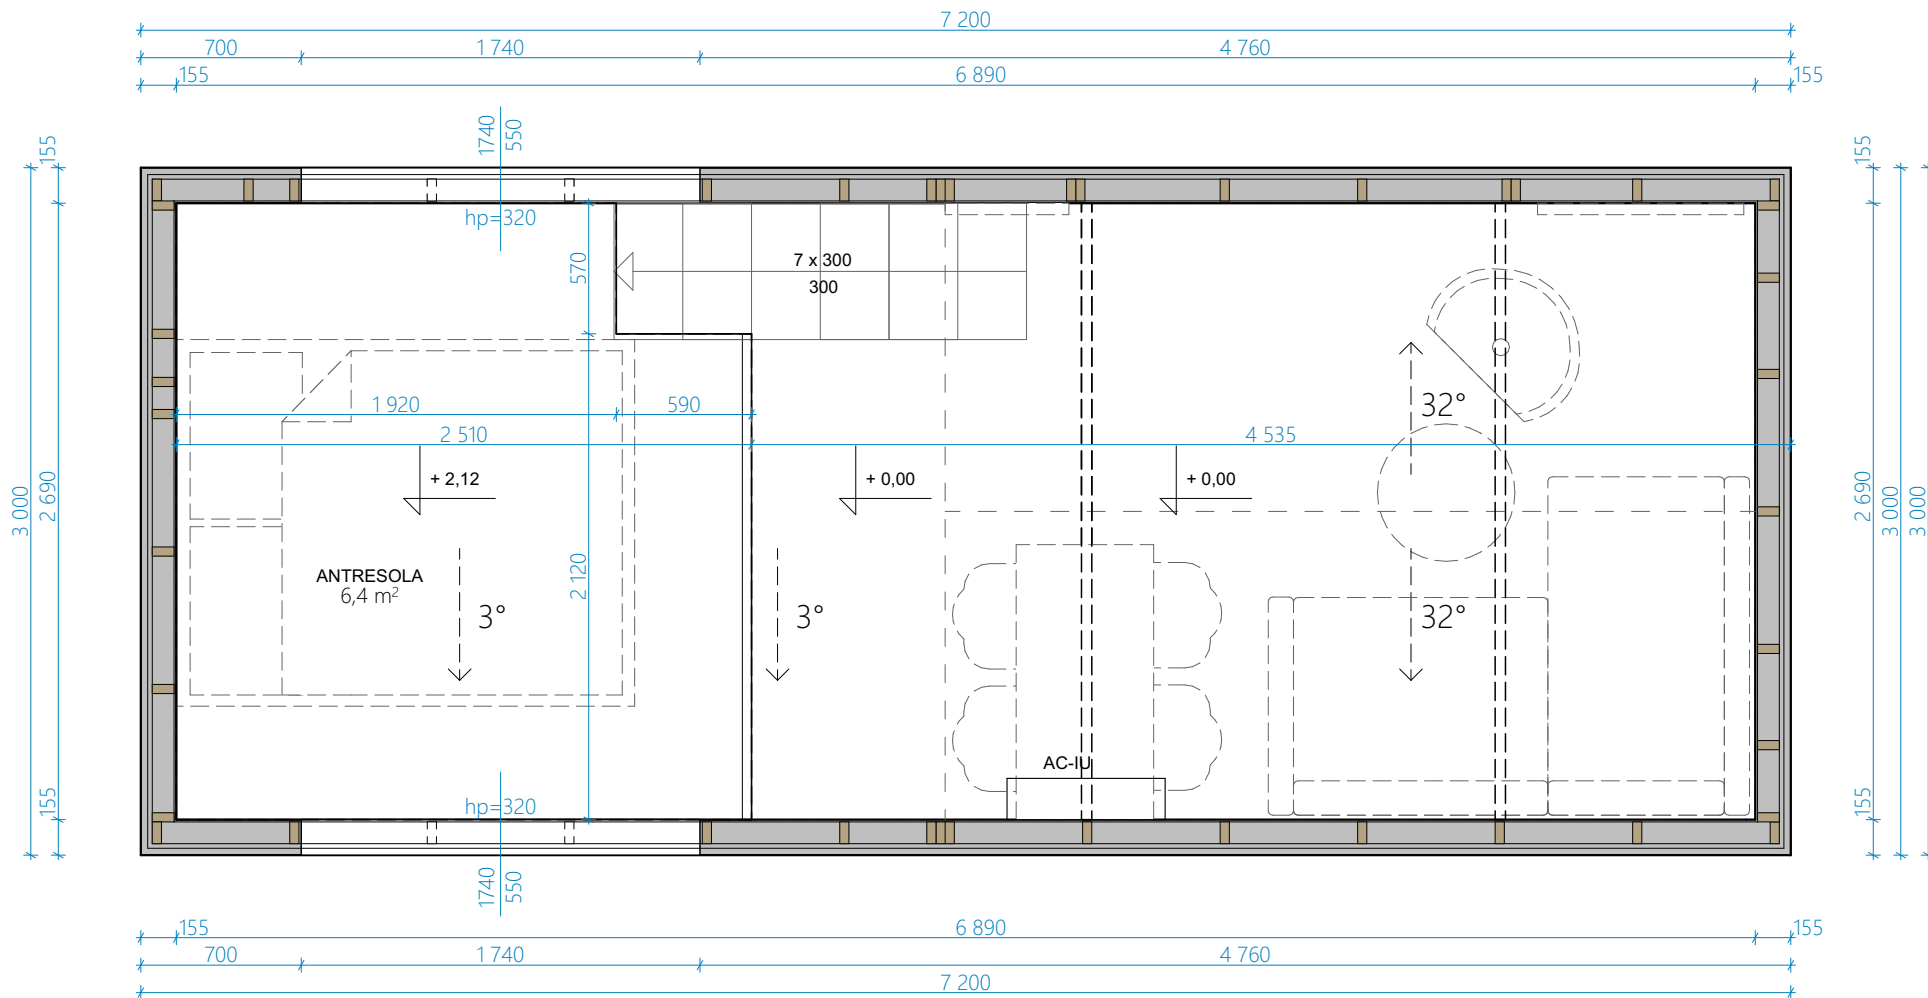 7 200
700 1 740 4 760
155 6 890 155
1740
550
155
155
hp=320
7 x 300
300
570
1 920 590
2 510 4 535
32°
+ 2,12
+ 0,00
+ 0,00
3 000
2 690
2 690
3 000
3 000
2 120
ANTRESOLA
6,4 m²
3°
3°
32°
AC-IU
hp=320
155
155
1740
550
155 6 890 155
700 1 740 4 760
7 200